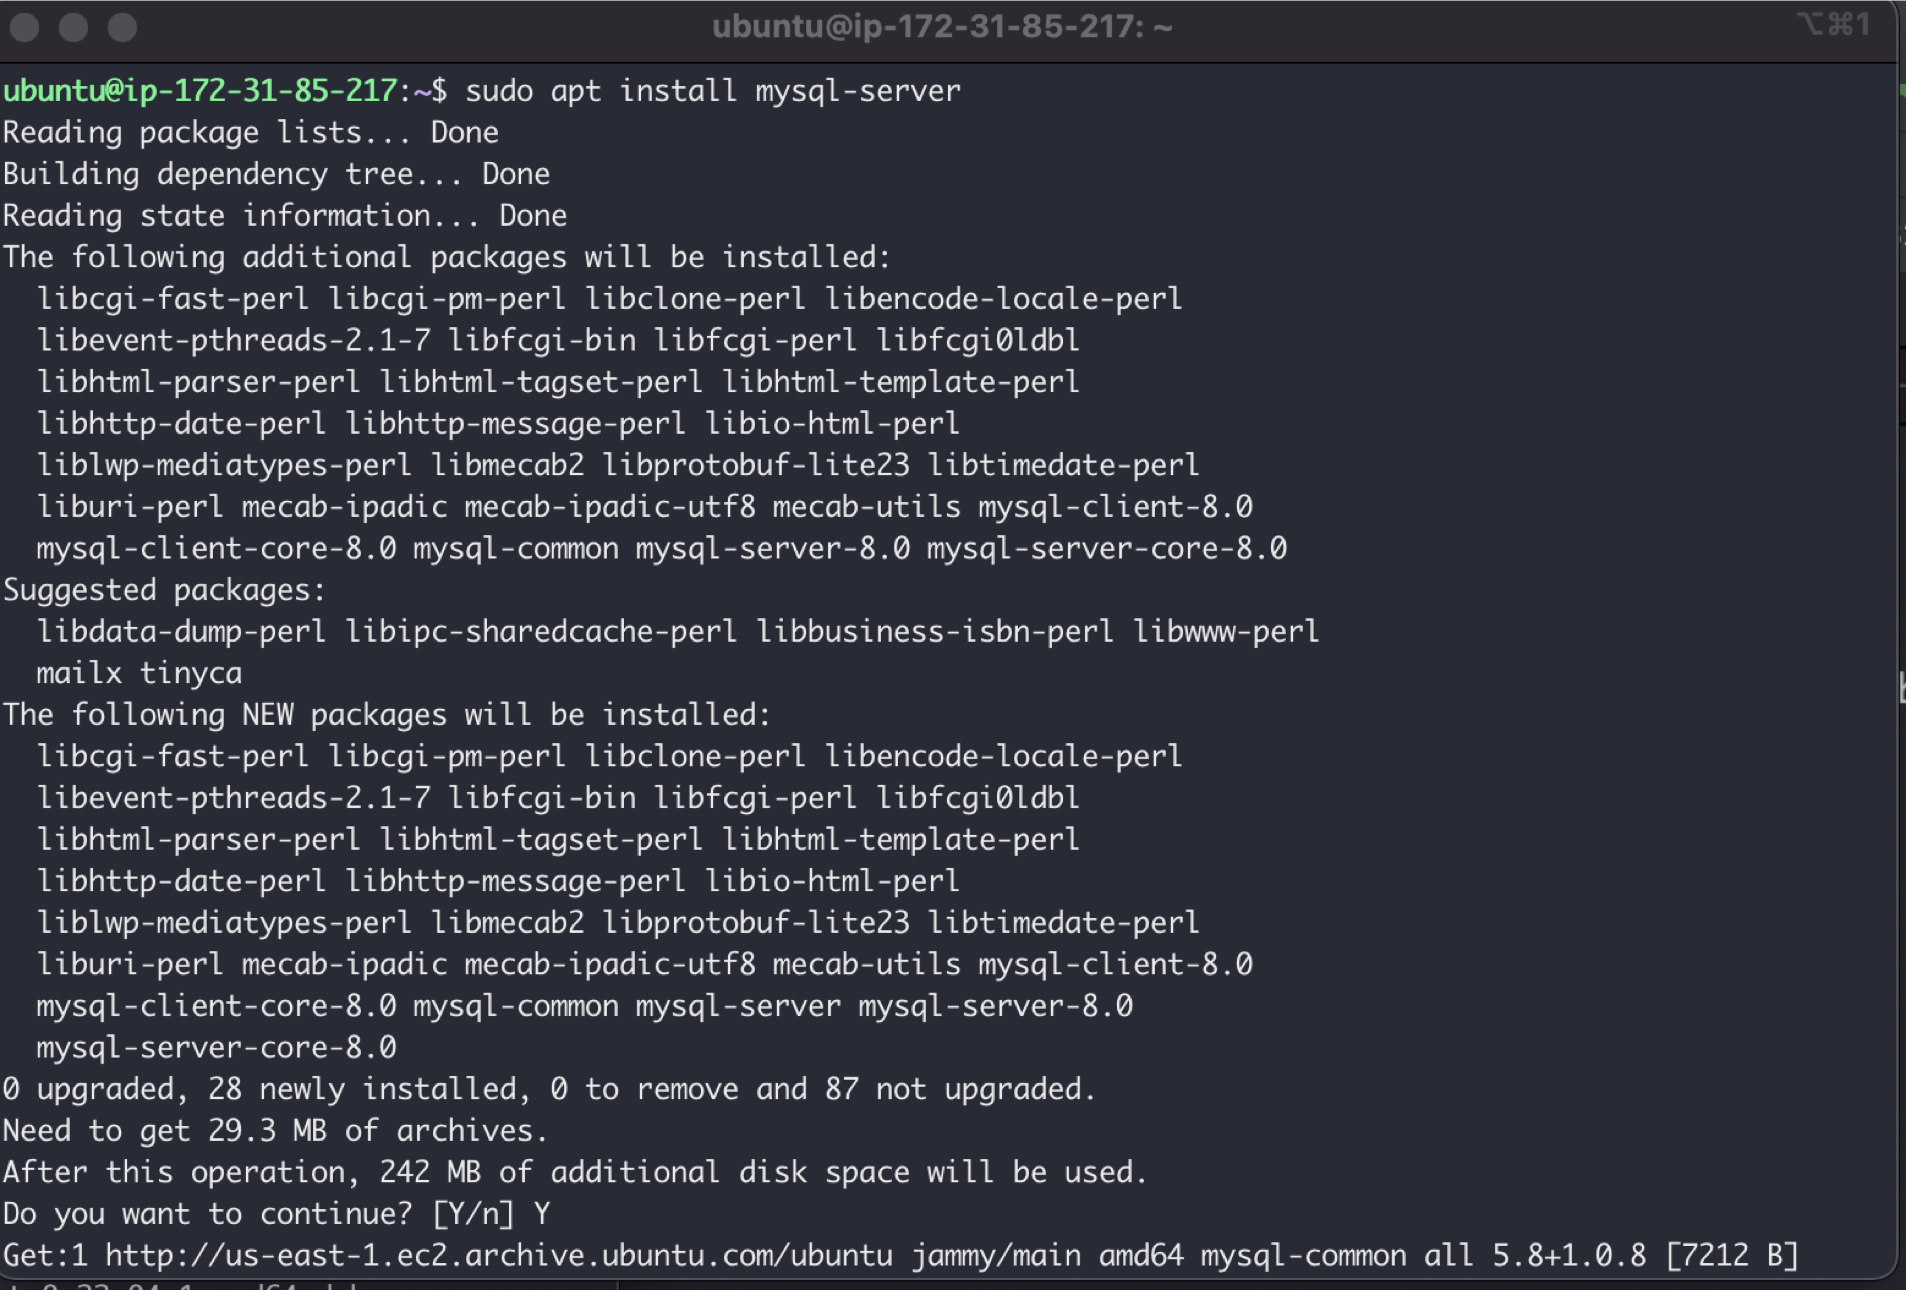 ubuntu@ip-172-31-85-217: ~
⌥⌘1
ubuntu@ip-172-31-85-217:~$ sudo apt install mysql-server
Reading package lists... Done
Building dependency tree... Done
Reading state information... Done
The following additional packages will be installed:
  libcgi-fast-perl libcgi-pm-perl libclone-perl libencode-locale-perl
  libevent-pthreads-2.1-7 libfcgi-bin libfcgi-perl libfcgi0ldbl
  libhtml-parser-perl libhtml-tagset-perl libhtml-template-perl
  libhttp-date-perl libhttp-message-perl libio-html-perl
  liblwp-mediatypes-perl libmecab2 libprotobuf-lite23 libtimedate-perl
  liburi-perl mecab-ipadic mecab-ipadic-utf8 mecab-utils mysql-client-8.0
  mysql-client-core-8.0 mysql-common mysql-server-8.0 mysql-server-core-8.0
Suggested packages:
  libdata-dump-perl libipc-sharedcache-perl libbusiness-isbn-perl libwww-perl
  mailx tinyca
The following NEW packages will be installed:
  libcgi-fast-perl libcgi-pm-perl libclone-perl libencode-locale-perl
  libevent-pthreads-2.1-7 libfcgi-bin libfcgi-perl libfcgi0ldbl
  libhtml-parser-perl libhtml-tagset-perl libhtml-template-perl
  libhttp-date-perl libhttp-message-perl libio-html-perl
  liblwp-mediatypes-perl libmecab2 libprotobuf-lite23 libtimedate-perl
  liburi-perl mecab-ipadic mecab-ipadic-utf8 mecab-utils mysql-client-8.0
  mysql-client-core-8.0 mysql-common mysql-server mysql-server-8.0
  mysql-server-core-8.0
0 upgraded, 28 newly installed, 0 to remove and 87 not upgraded.
Need to get 29.3 MB of archives.
After this operation, 242 MB of additional disk space will be used.
Do you want to continue? [Y/n] Y
Get:1 http://us-east-1.ec2.archive.ubuntu.com/ubuntu jammy/main amd64 mysql-common all 5.8+1.0.8 [7212 B]